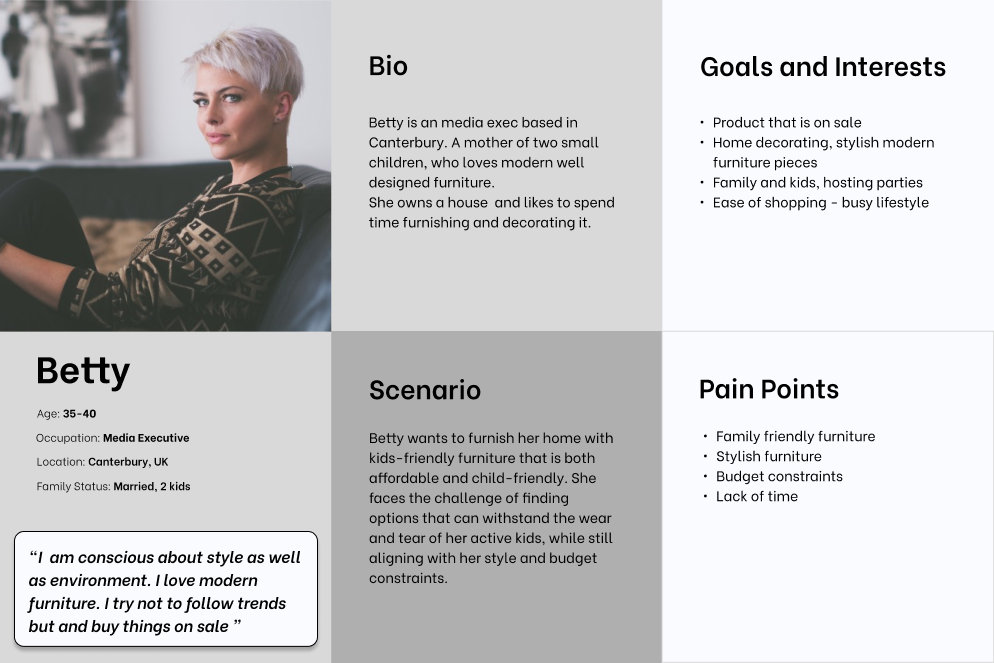 Bio
Betty is an media exec based in
Canterbury. A mother of two small
children, who loves modern well
designed furniture.
She owns a house  and likes to spend
time furnishing and decorating it.
Goals and Interests
• Product that is on sale
• Home decorating, stylish modern
furniture pieces
• Family and kids, hosting parties
• Ease of shopping - busy lifestyle
Betty
Age: 35-40
Occupation: Media Executive
Location: Canterbury, UK
Family Status: Married, 2 kids
“I  am conscious about style as well
as environment. I love modern
furniture. I try not to follow trends
but and buy things on sale ”
Scenario
Betty wants to furnish her home with
kids-friendly furniture that is both
affordable and child-friendly. She
faces the challenge of finding
options that can withstand the wear
and tear of her active kids, while still
aligning with her style and budget
constraints.
Pain Points
• Family friendly furniture
• Stylish furniture
• Budget constraints
• Lack of time